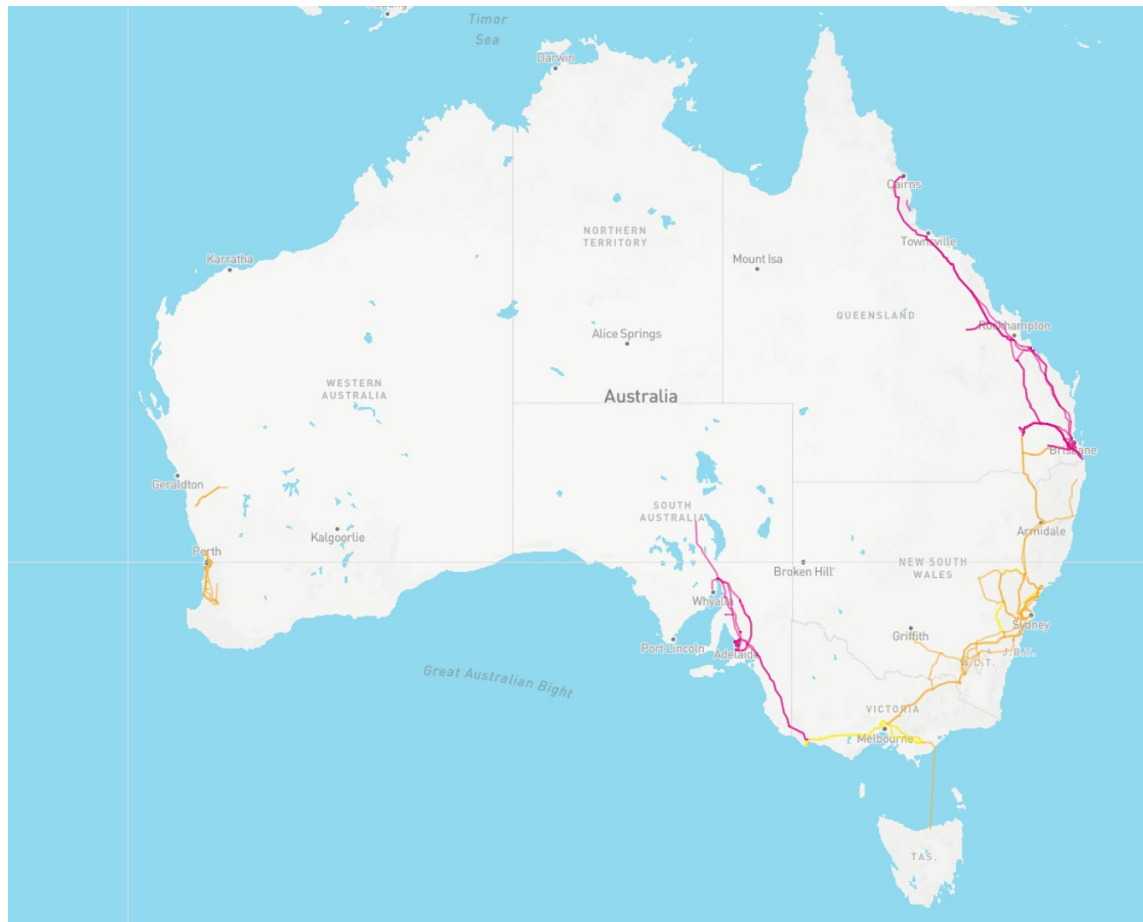 Timor
Sea
Darwin
Cairns
NORTHERN
TERRITORY
Townsville
Karratha
Mount Isa
QUEENSLAND
Rockhampton
Alice Springs
WESTERN
AUSTRALIA
Australia
Brisbane
Geraldton
SOUTH
AUSTRALIA
Kalgoorlie
Armidale
Perth
Broken Hill
NEW SOUTH
WALES
Whyalla
Sydney
Griffith
Port Lincoln
Adelaide
A.C.T.
J.B.T.
Great Australian Bight
VICTORIA
Melbourne
TAS.